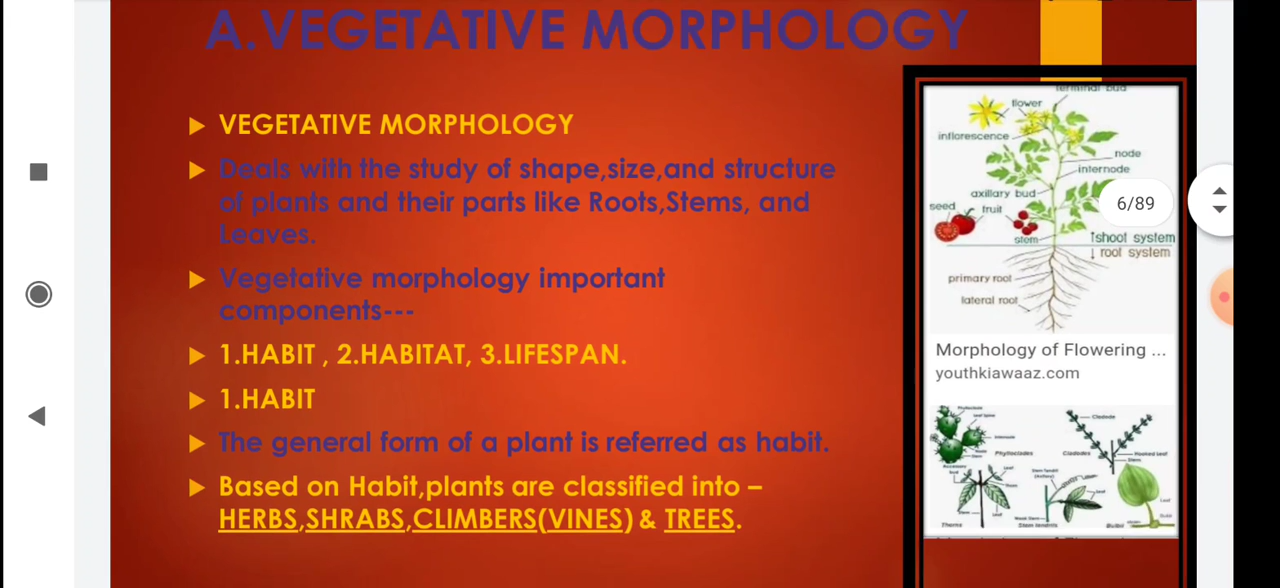 A.VEGETATIVE MORPHOLOGY
VEGETATIVE MORPHOLOGY
Deals with the study of shape,size,and structure
of plants and their parts like Roots,Stems, and
Leaves.
Vegetative morphology important
components---
1.HABIT , 2.HABITAT, 3.LIFESPAN.
1.HABIT
The general form of a plant is referred as habit.
Based on Habit,plants are classified into –
HERBS,SHRABS,CLIMBERS(VINES) & TREES.
terminal bud
flower
inflorescence
node
internode
axillary bud
6/89
seed
fruit
stem
↑shoot system
↓ root system
primary root
lateral root
Morphology of Flowering ...
youthkiawaaz.com
Phylloclades
Cladodes
Thorns
Stem tendrils
Bulbil